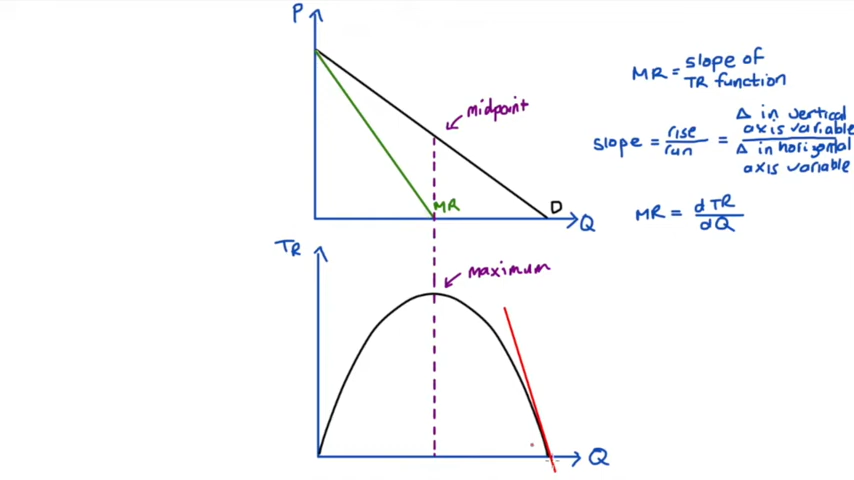 P
midpoint
MR
D
Q
TR
maximum
Q
MR = slope of
TR function
slope = rise/run = Δ in vertical
axis variable
Δ in horizontal
axis variable
MR = dTR/dQ